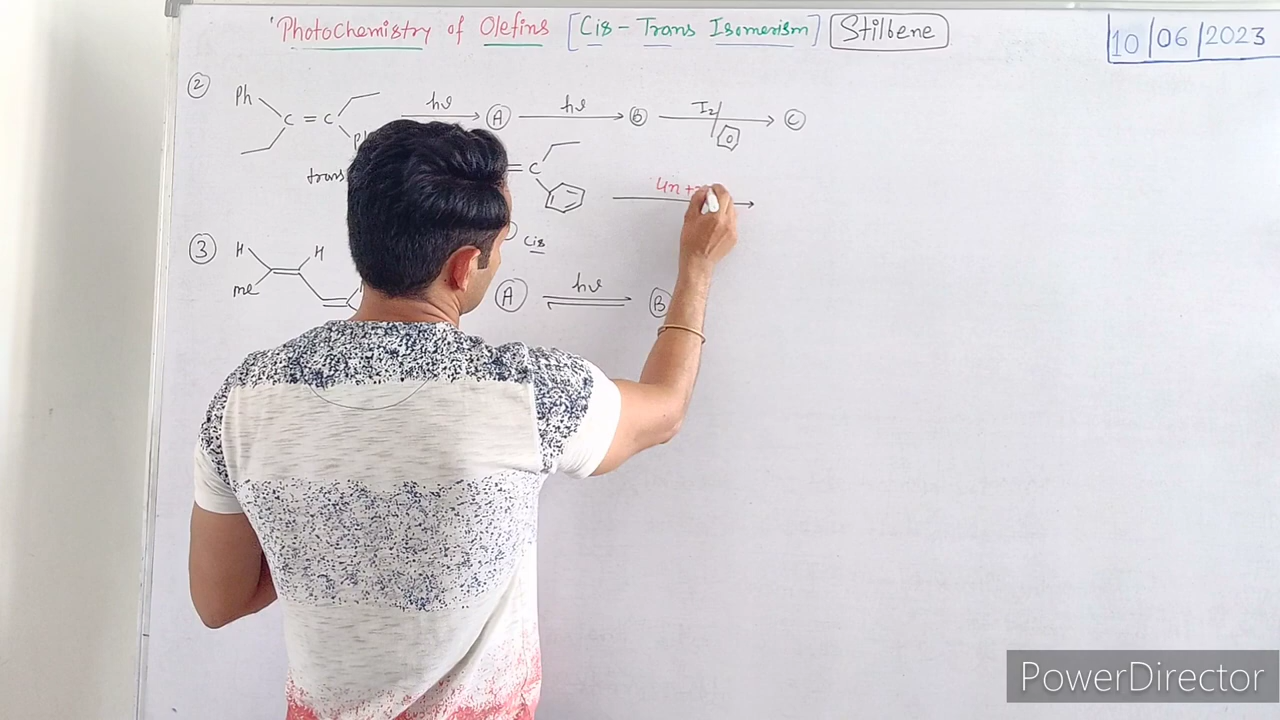 Photochemistry of Olefins [Cis - Trans Isomerism] Stilbene
10/06/2023
② Ph C = C hν A hν B I2 C
trans = C
4n+
cis
③ H H
me A hν B
PowerDirector